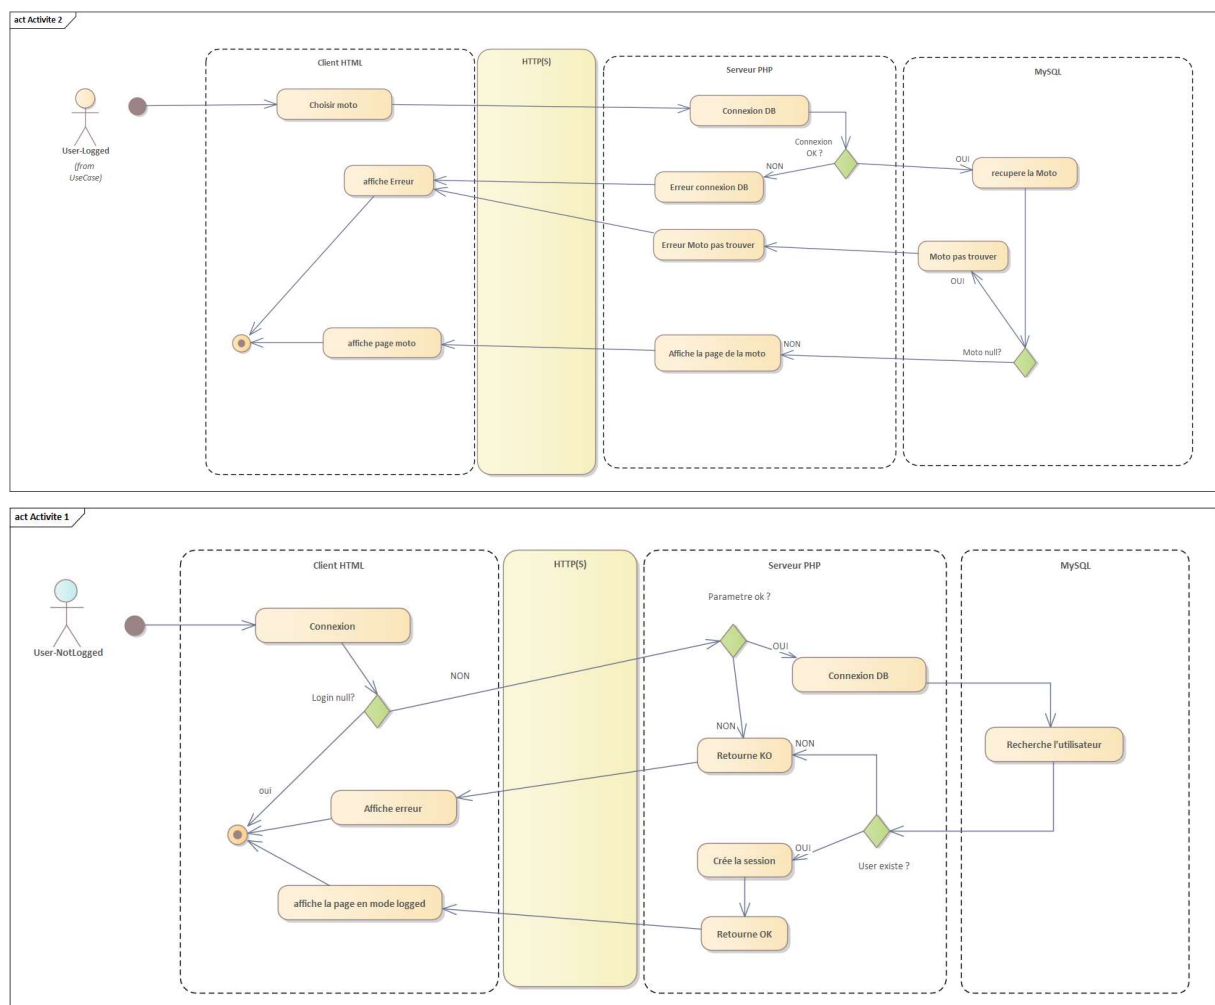 act Activite 2
Client HTML
HTTP(S)
Serveur PHP
MySQL
User-Logged
(from
UseCase)
Choisir moto
Connexion DB
Connexion
OK ?
NON
OUI
recupere la Moto
affiche Erreur
Erreur connexion DB
Erreur Moto pas trouver
Moto pas trouver
OUI
affiche page moto
Affiche la page de la moto
NON
Moto null?
act Activite 1
Client HTML
HTTP(S)
Serveur PHP
MySQL
User-NotLogged
Parametre ok ?
Connexion
OUI
NON
Connexion DB
Login null?
NON
NON
Retourne KO
Recherche l'utilisateur
oui
Affiche erreur
OUI
Crée la session
User existe ?
affiche la page en mode logged
Retourne OK